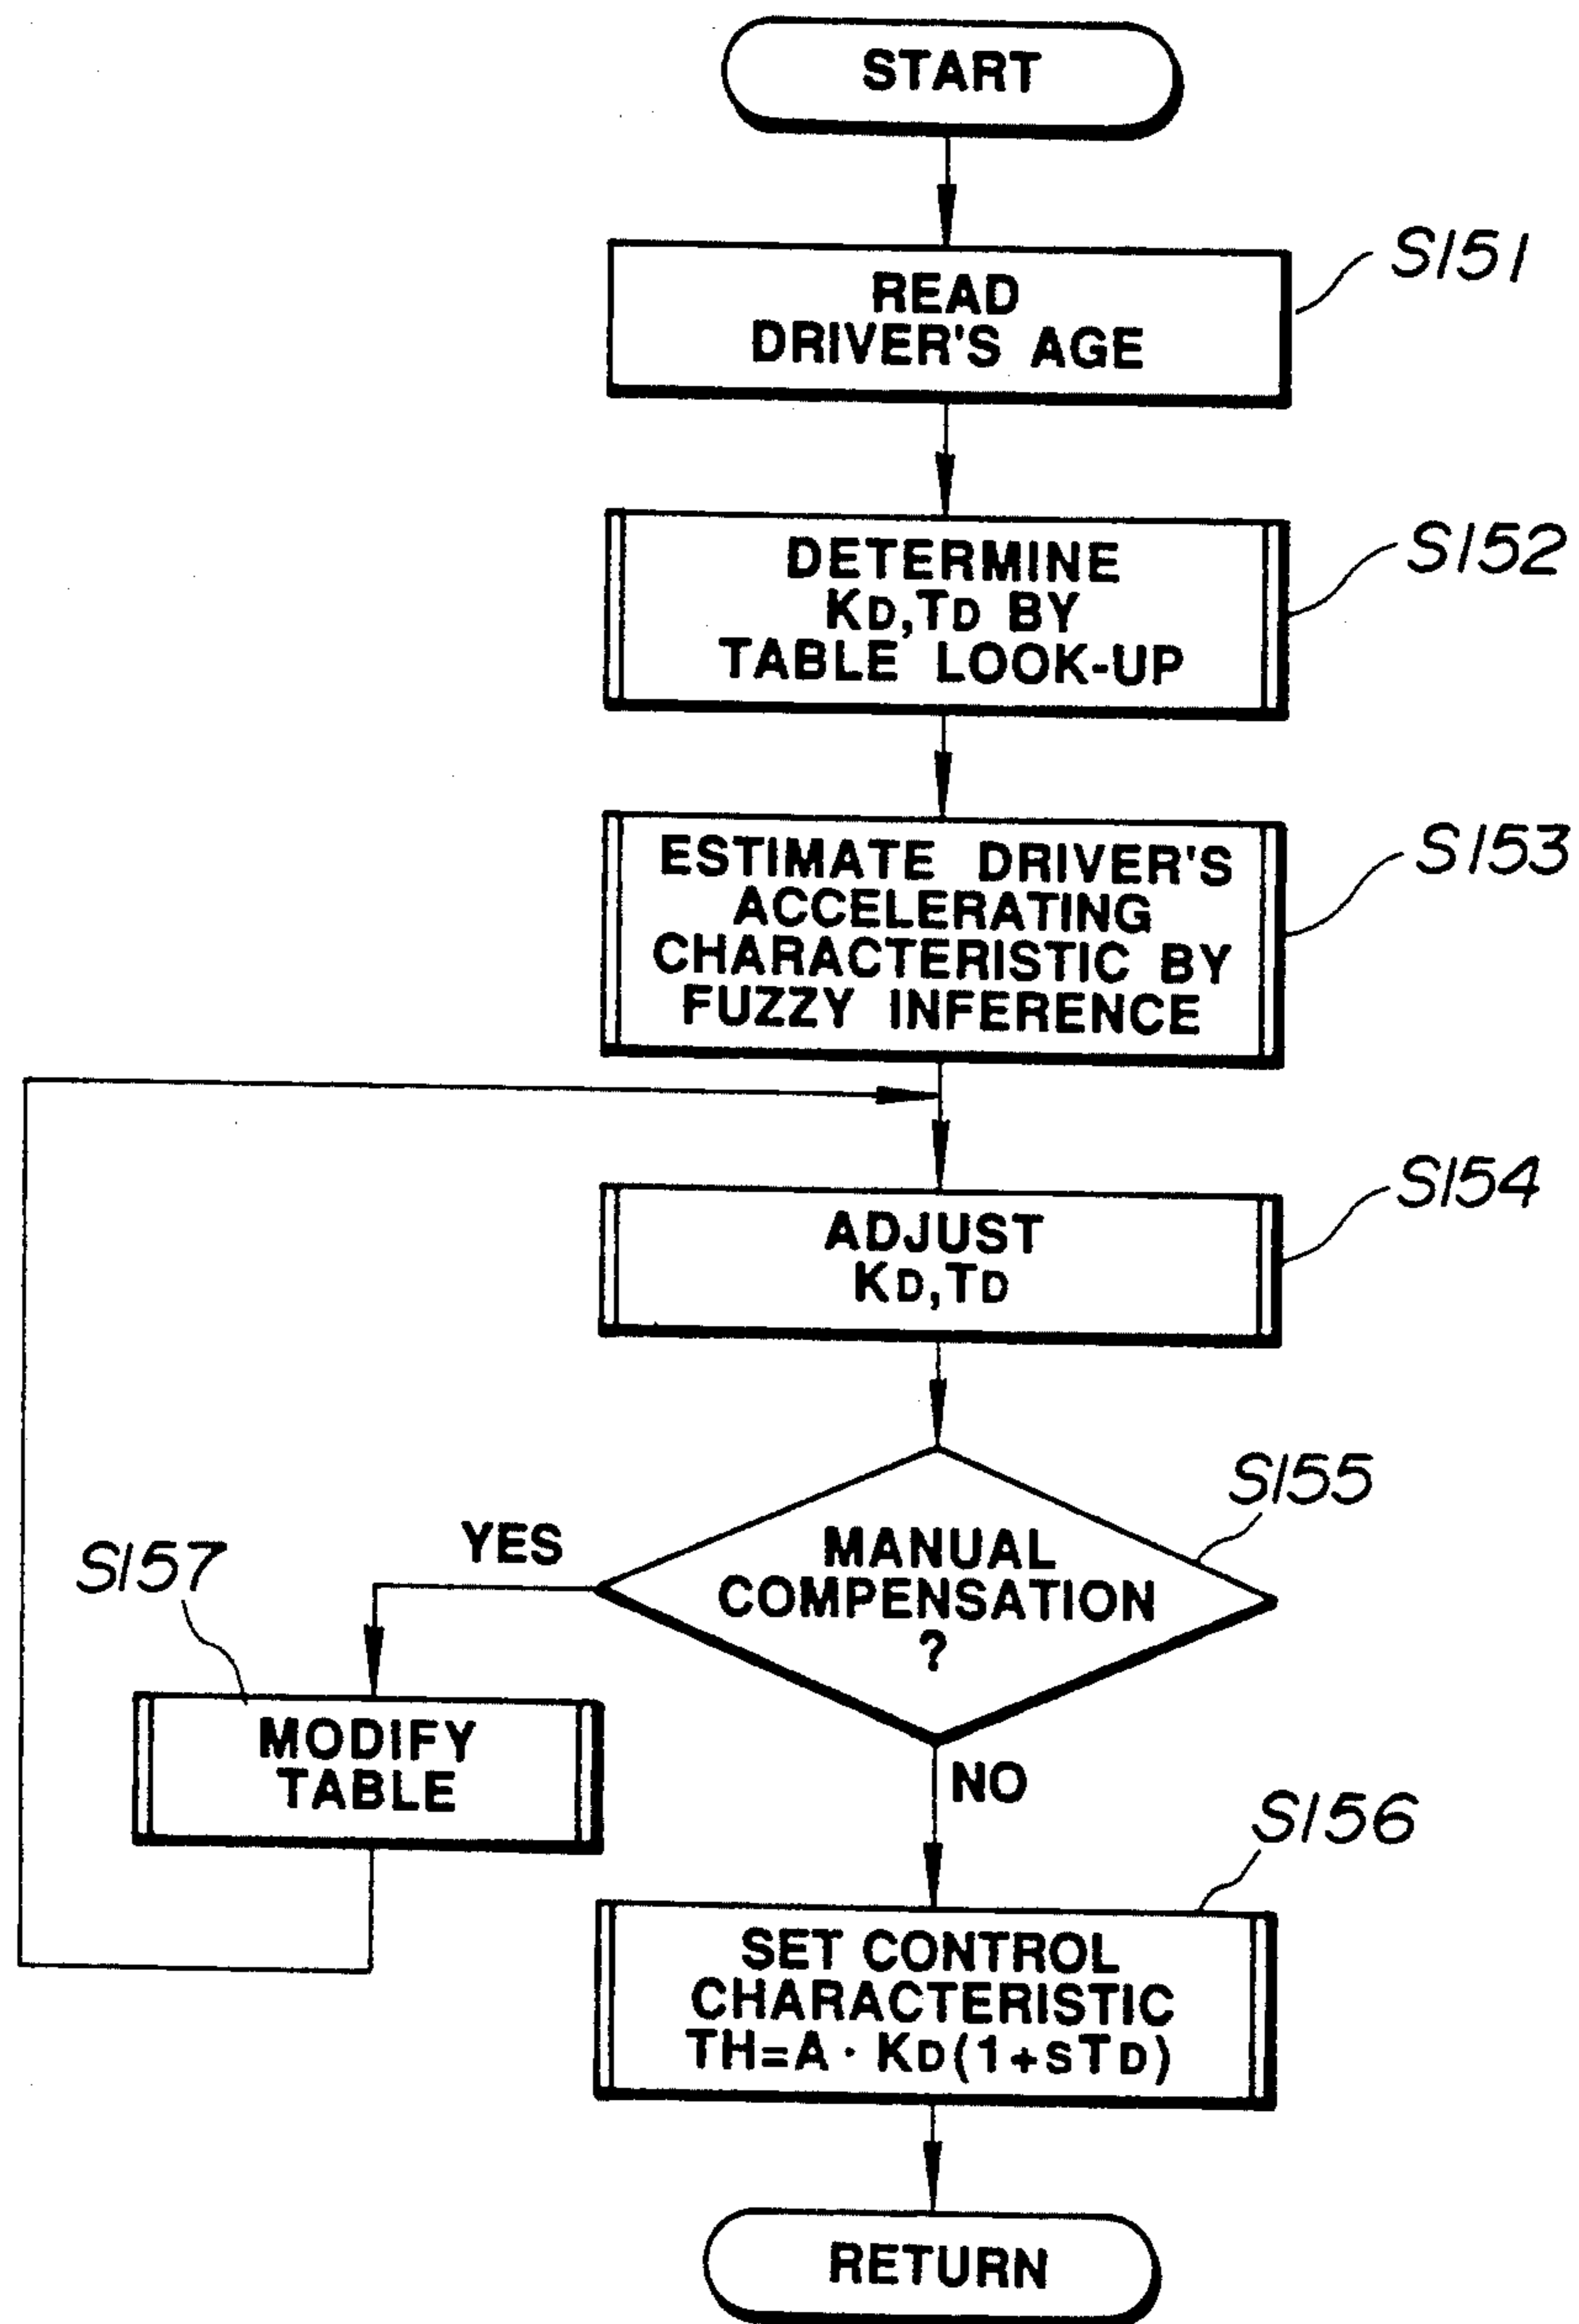 START
READ
DRIVER'S AGE
S151
DETERMINE
KD,TD BY
TABLE LOOK-UP
S152
ESTIMATE DRIVER'S
ACCELERATING
CHARACTERISTIC BY
FUZZY INFERENCE
S153
ADJUST
KD,TD
S154
MANUAL
COMPENSATION
?
S155
YES
S157
MODIFY
TABLE
NO
S156
SET CONTROL
CHARACTERISTIC
TH=A · KD(1+sTD)
RETURN